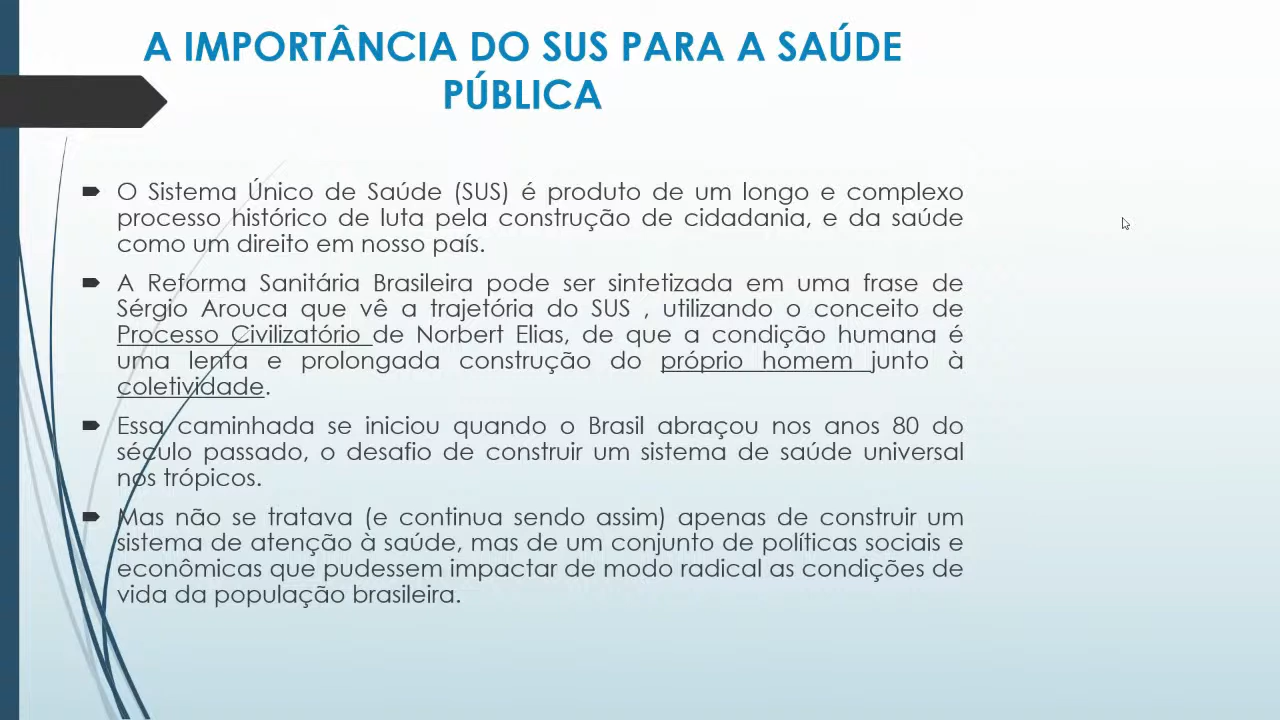 A IMPORTÂNCIA DO SUS PARA A SAÚDE
PÚBLICA
O Sistema Único de Saúde (SUS) é produto de um longo e complexo
processo histórico de luta pela construção de cidadania, e da saúde
como um direito em nosso país.
A Reforma Sanitária Brasileira pode ser sintetizada em uma frase de
Sérgio Arouca que vê a trajetória do SUS , utilizando o conceito de
Processo Civilizatório de Norbert Elias, de que a condição humana é
uma lenta e prolongada construção do próprio homem junto à
coletividade.
Essa caminhada se iniciou quando o Brasil abraçou nos anos 80 do
século passado, o desafio de construir um sistema de saúde universal
nos trópicos.
Mas não se tratava (e continua sendo assim) apenas de construir um
sistema de atenção à saúde, mas de um conjunto de políticas sociais e
econômicas que pudessem impactar de modo radical as condições de
vida da população brasileira.